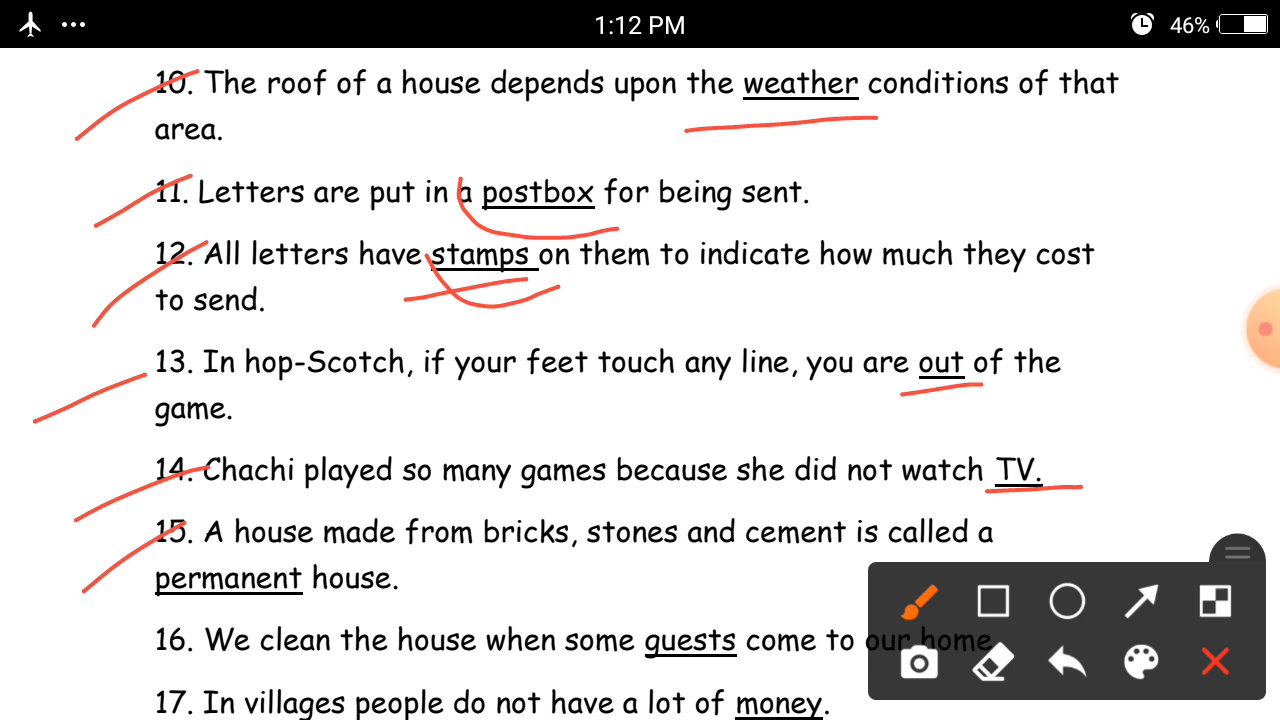 1:12 PM
46%
10. The roof of a house depends upon the weather conditions of that
area.
11. Letters are put in a postbox for being sent.
12. All letters have stamps on them to indicate how much they cost
to send.
13. In hop-Scotch, if your feet touch any line, you are out of the
game.
14. Chachi played so many games because she did not watch TV.
15. A house made from bricks, stones and cement is called a
permanent house.
16. We clean the house when some guests come to our home
17. In villages people do not have a lot of money.